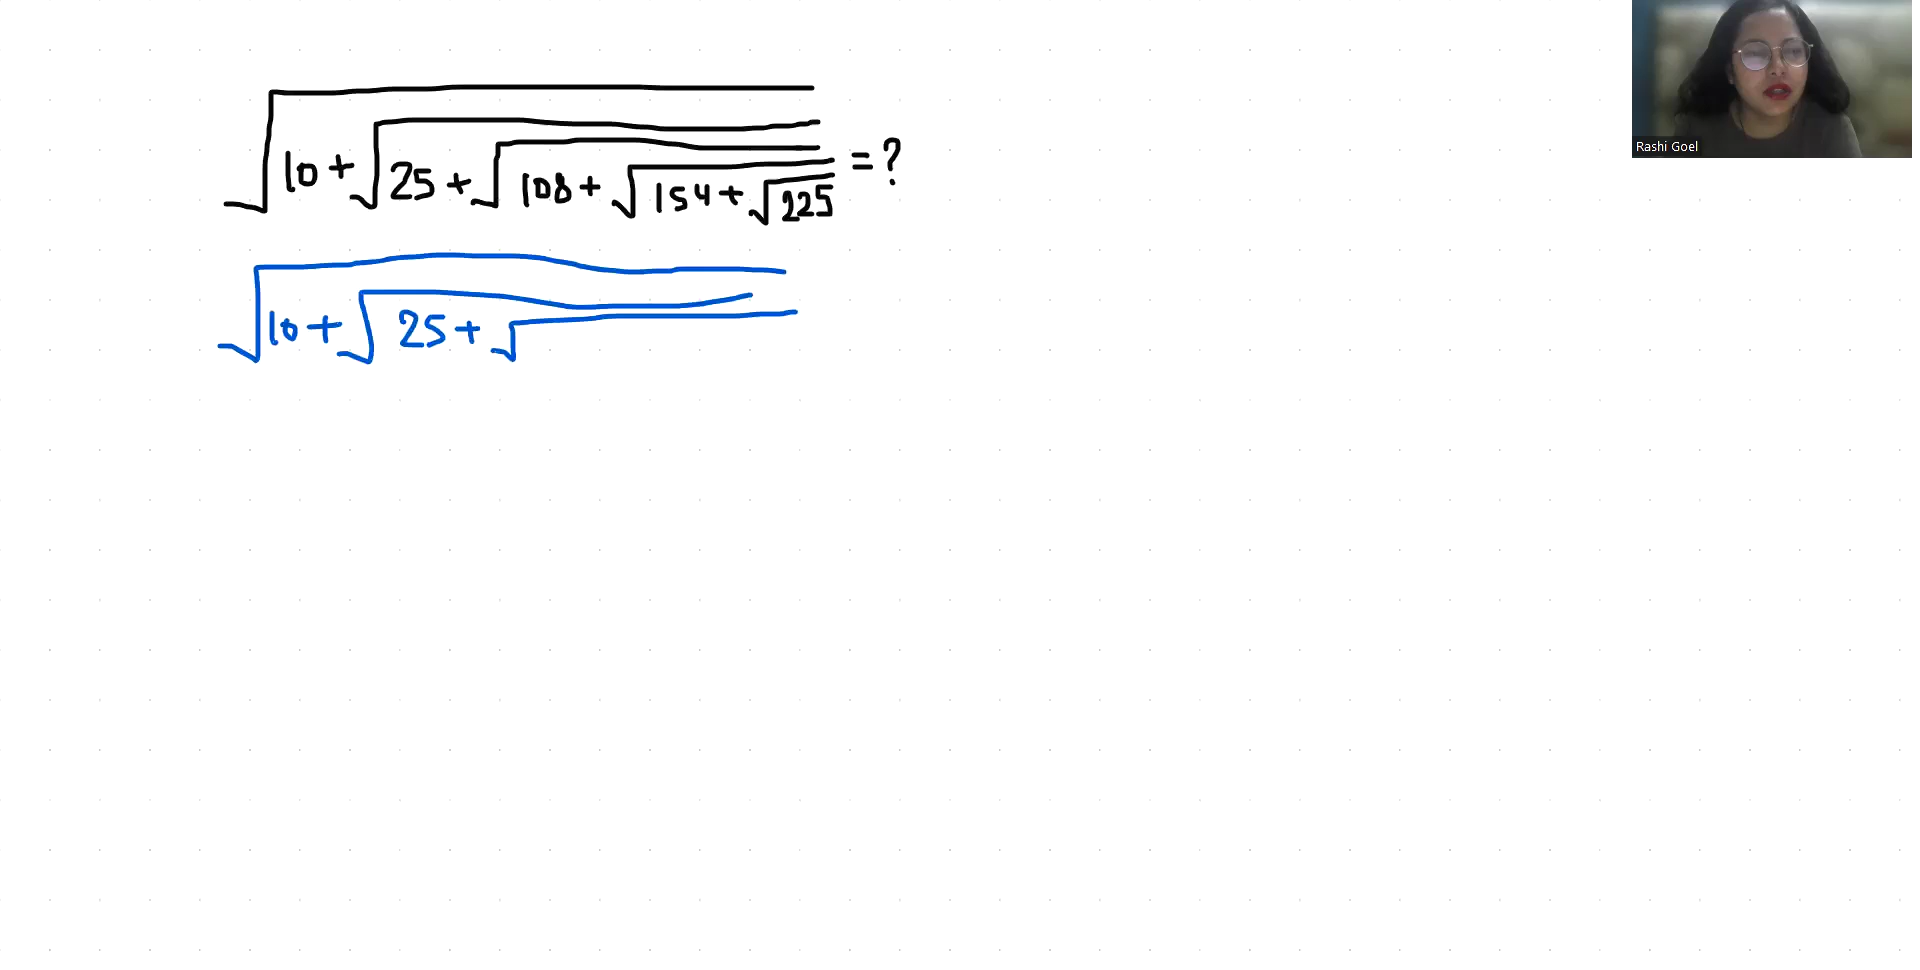 √(10 + √(25 + √(108 + √(154 + √225)))) = ?
√(10 + √(25 + √
Rashi Goel